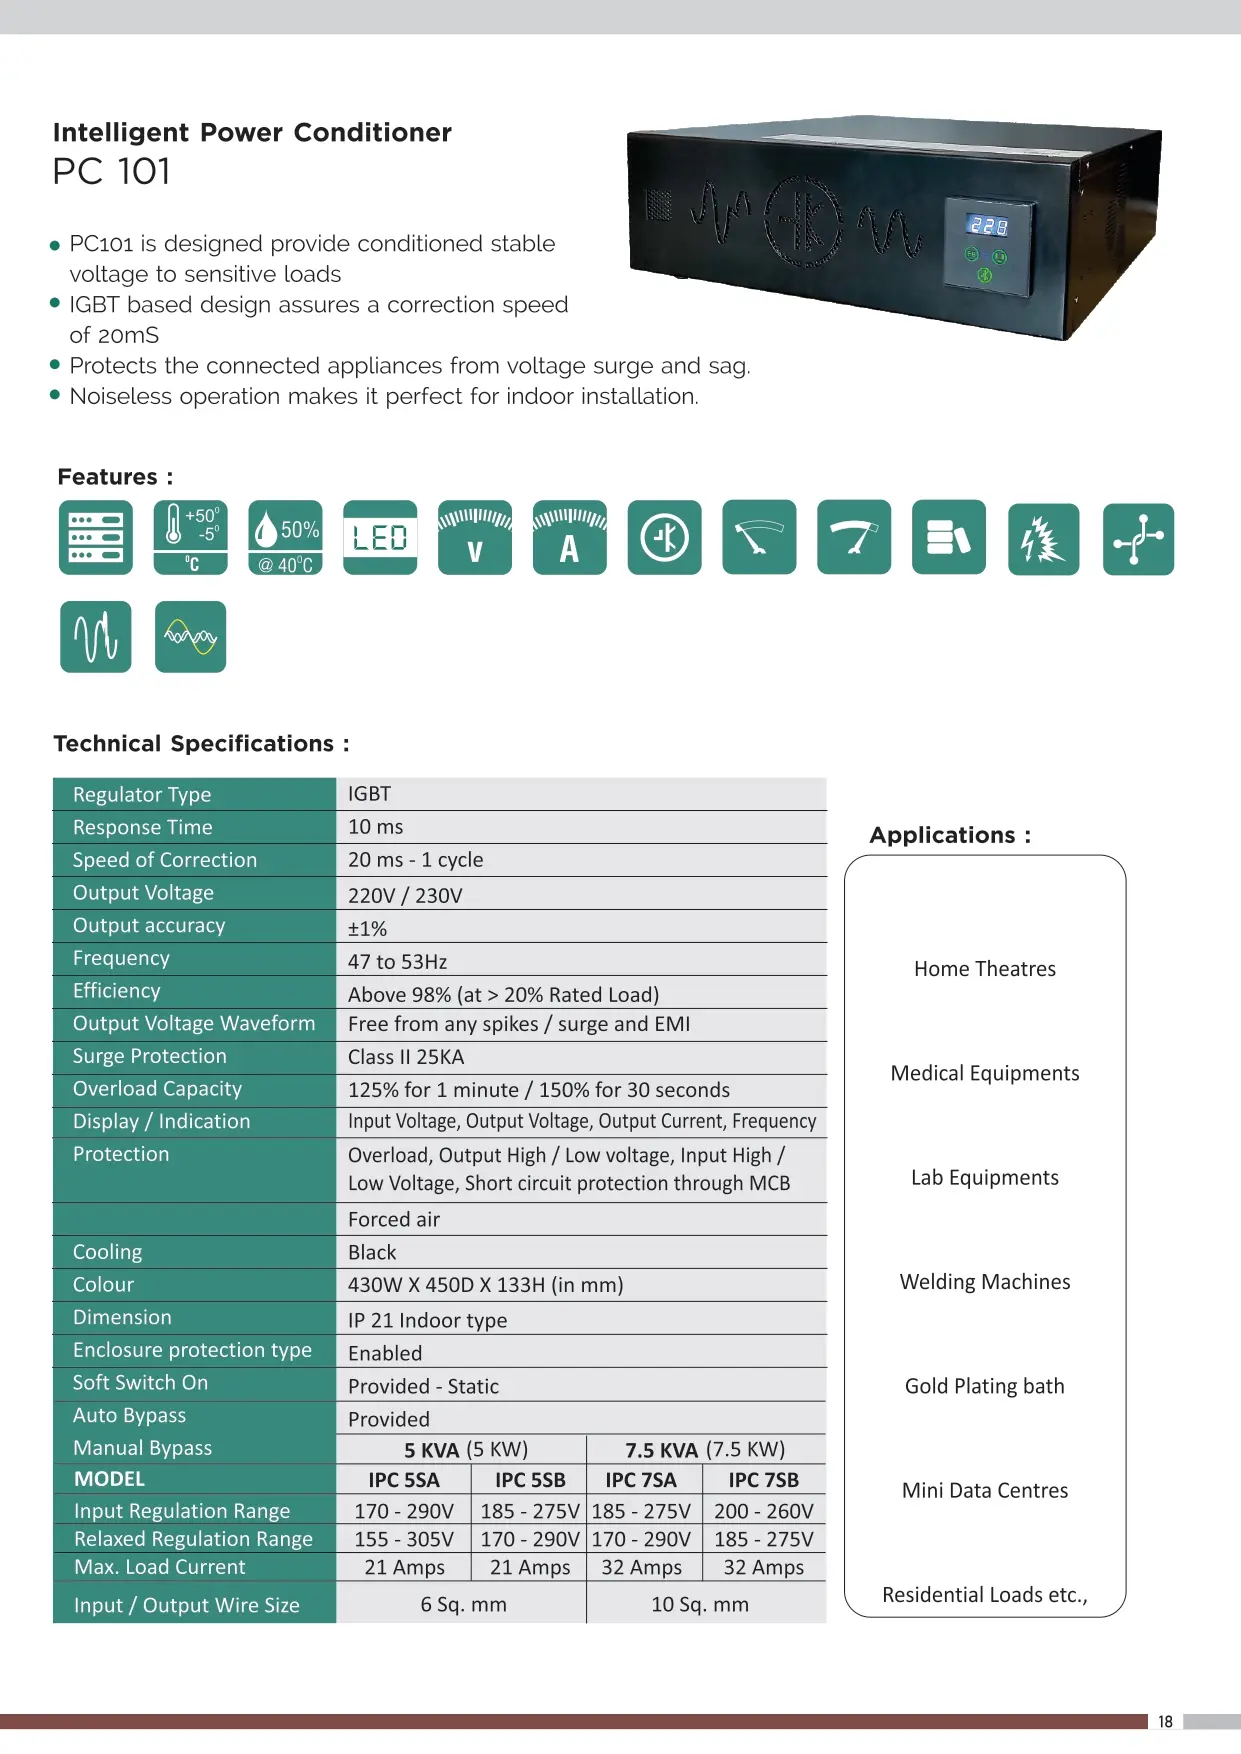 Intelligent Power Conditioner
PC 101
228
PC101 is designed provide conditioned stable
voltage to sensitive loads
IGBT based design assures a correction speed
of 20mS
Protects the connected appliances from voltage surge and sag.
Noiseless operation makes it perfect for indoor installation.
Features :
+50⁰
-5⁰
⁰C
50%
@ 40⁰C
LED
V
A
Technical Specifications :
Regulator Type IGBT
Response Time 10 ms
Speed of Correction 20 ms - 1 cycle
Output Voltage 220V / 230V
Output accuracy ±1%
Frequency 47 to 53Hz
Efficiency Above 98% (at > 20% Rated Load)
Output Voltage Waveform Free from any spikes / surge and EMI
Surge Protection Class II 25KA
Overload Capacity 125% for 1 minute / 150% for 30 seconds
Display / Indication Input Voltage, Output Voltage, Output Current, Frequency
Protection Overload, Output High / Low voltage, Input High /
Low Voltage, Short circuit protection through MCB
Forced air
Cooling Black
Colour 430W X 450D X 133H (in mm)
Dimension IP 21 Indoor type
Enclosure protection type Enabled
Soft Switch On Provided - Static
Auto Bypass Provided
Manual Bypass 5 KVA (5 KW) 7.5 KVA (7.5 KW)
MODEL IPC 5SA IPC 5SB IPC 7SA IPC 7SB
Input Regulation Range 170 - 290V 185 - 275V 185 - 275V 200 - 260V
Relaxed Regulation Range 155 - 305V 170 - 290V 170 - 290V 185 - 275V
Max. Load Current 21 Amps 21 Amps 32 Amps 32 Amps
Input / Output Wire Size 6 Sq. mm 10 Sq. mm
Applications :
Home Theatres
Medical Equipments
Lab Equipments
Welding Machines
Gold Plating bath
Mini Data Centres
Residential Loads etc.,
18